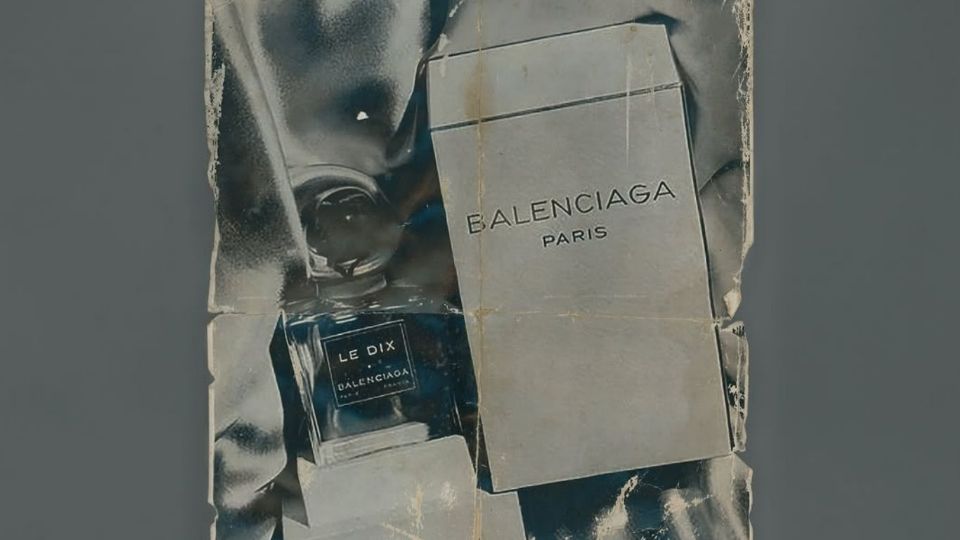 BALENCIAGA
PARIS
LE DIX
BALENCIAGA
PARIS FRANCE